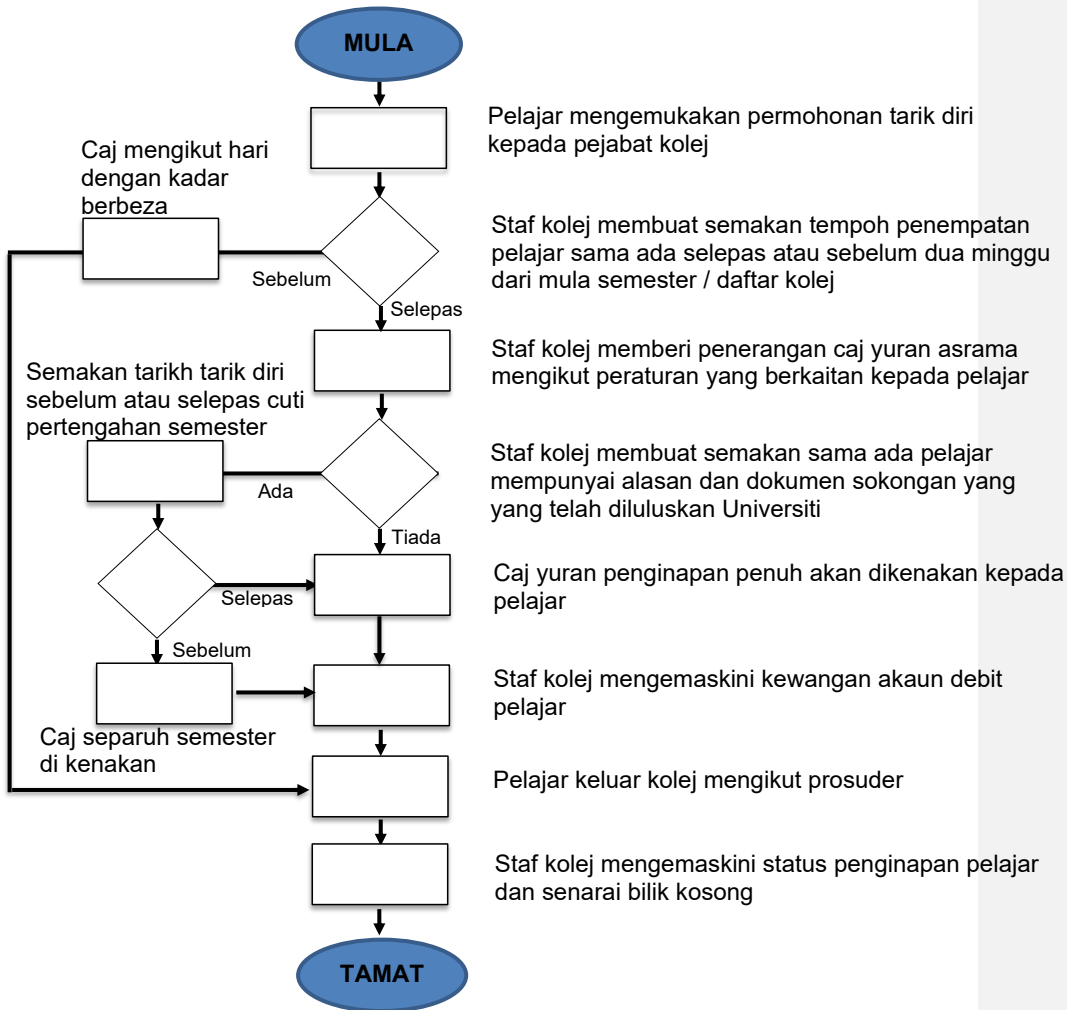 MULA
Pelajar mengemukakan permohonan tarik diri
kepada pejabat kolej
Caj mengikut hari
dengan kadar
berbeza
Staf kolej membuat semakan tempoh penempatan
pelajar sama ada selepas atau sebelum dua minggu
dari mula semester / daftar kolej
Sebelum
Selepas
Staf kolej memberi penerangan caj yuran asrama
mengikut peraturan yang berkaitan kepada pelajar
Semakan tarikh tarik diri
sebelum atau selepas cuti
pertengahan semester
Staf kolej membuat semakan sama ada pelajar
mempunyai alasan dan dokumen sokongan yang
yang telah diluluskan Universiti
Ada
Tiada
Caj yuran penginapan penuh akan dikenakan kepada
pelajar
Selepas
Sebelum
Staf kolej mengemaskini kewangan akaun debit
pelajar
Caj separuh semester
di kenakan
Pelajar keluar kolej mengikut prosuder
Staf kolej mengemaskini status penginapan pelajar
dan senarai bilik kosong
TAMAT